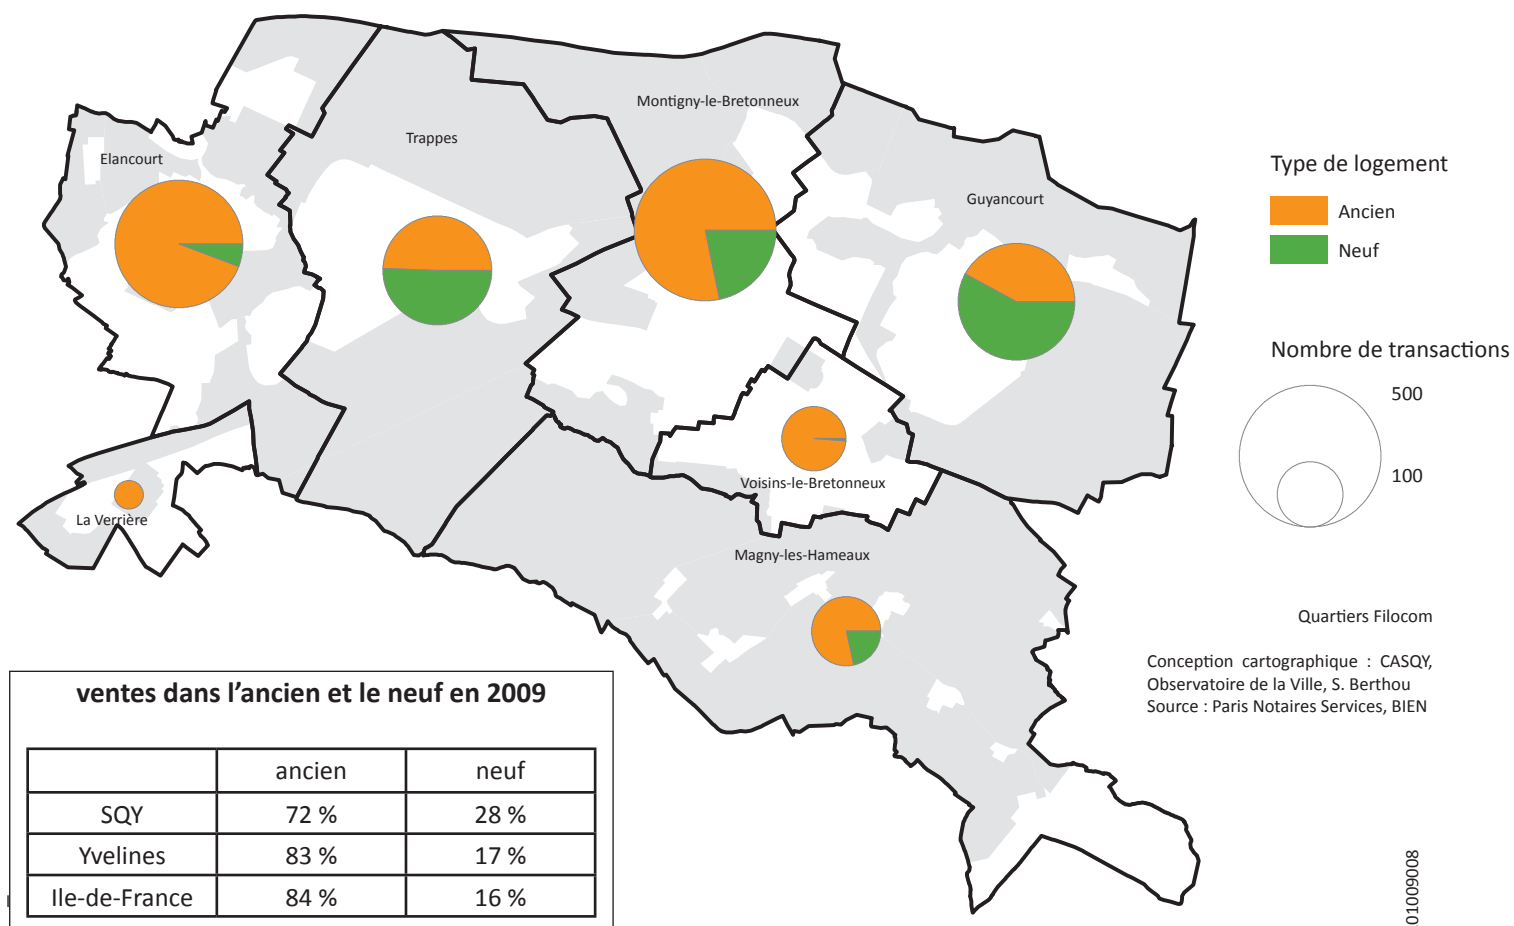 Montigny-le-Bretonneux
Trappes
Elancourt
Guyancourt
Voisins-le-Bretonneux
La Verrière
Magny-les-Hameaux
Type de logement
Ancien
Neuf
Nombre de transactions
500
100
Quartiers Filocom
Conception cartographique : CASQY,
Observatoire de la Ville, S. Berthou
Source : Paris Notaires Services, BIEN
ventes dans l'ancien et le neuf en 2009
ancien neuf
SQY 72 % 28 %
Yvelines 83 % 17 %
Ile-de-France 84 % 16 %
01009008